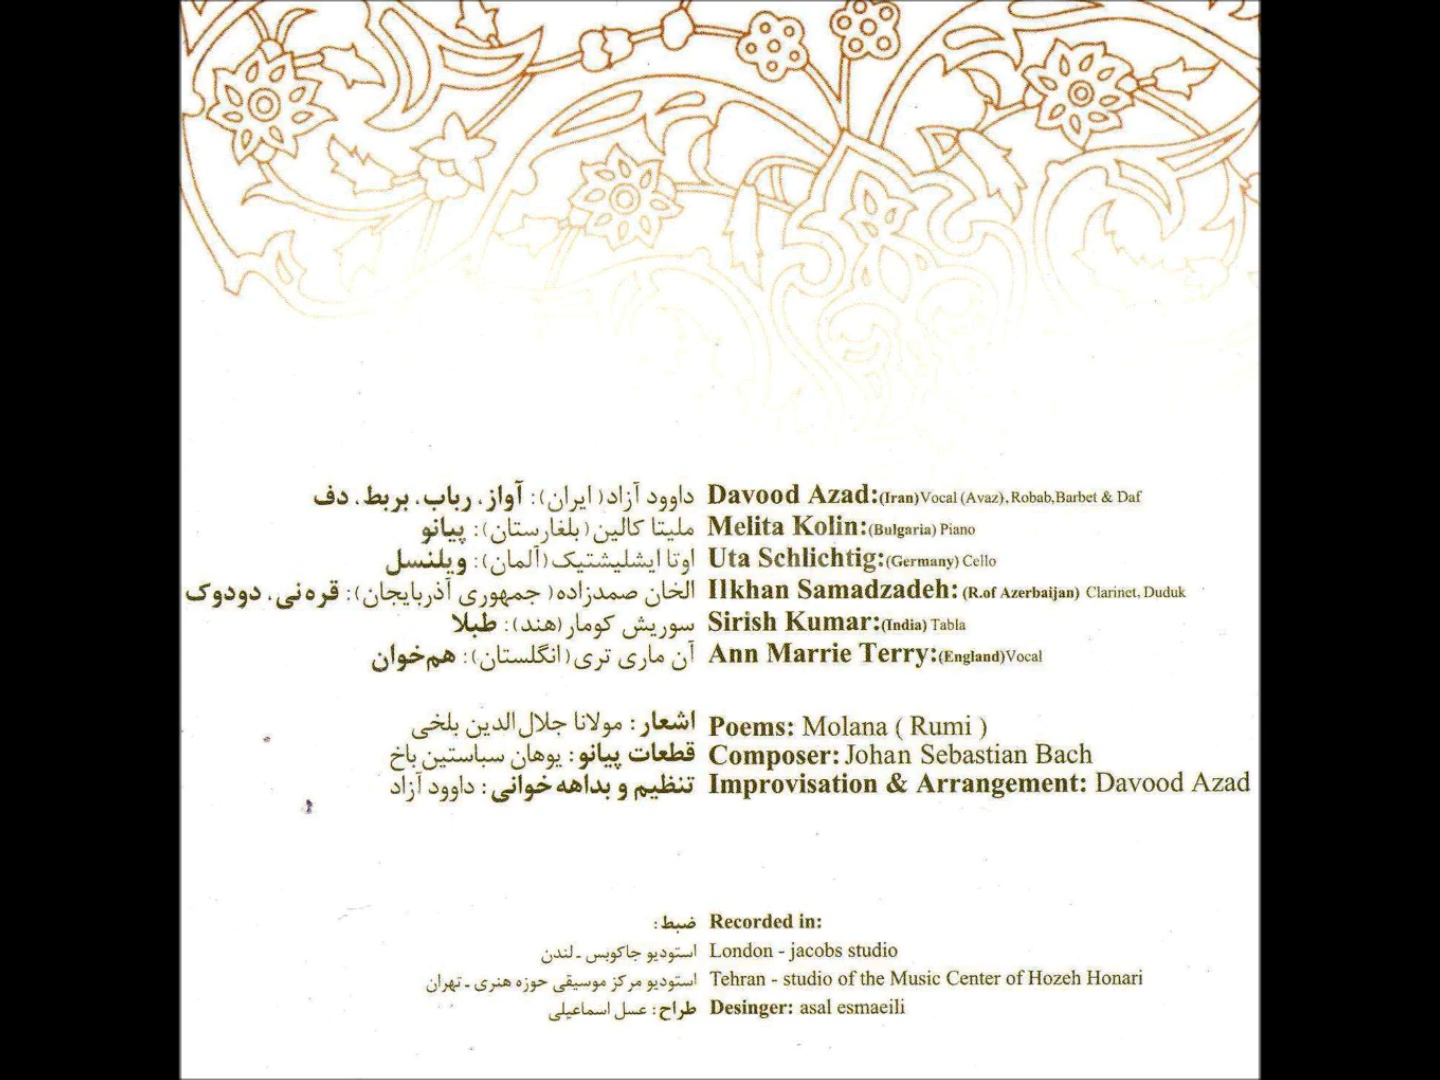 داوود آزاد(ایران): آواز، رباب، بربط، دف
Davood Azad:(Iran)Vocal (Avaz),Robab,Barbet & Daf
ملیتا کالین(بلغارستان): پیانو
Melita Kolin:(Bulgaria) Piano
اوتا ایشلیشتیک(آلمان): ویلنسل
Uta Schlichtig:(Germany) Cello
الخان صمدزاده( جمهوری آذربایجان): قره‌نی، دودوک
Ilkhan Samadzadeh: (R.of Azerbaijan) Clarinet, Duduk
سوریش کومار(هند): طبلا
Sirish Kumar:(India) Tabla
آن ماری تری(انگلستان): هم‌خوان
Ann Marrie Terry:(England)Vocal
اشعار: مولانا جلال‌الدین بلخی
Poems: Molana ( Rumi )
قطعات پیانو: یوهان سباستین باخ
Composer: Johan Sebastian Bach
تنظیم و بداهه‌خوانی: داوود آزاد
Improvisation & Arrangement: Davood Azad
ضبط:
Recorded in:
استودیو جاکوبس ـ لندن
London - jacobs studio
استودیو مرکز موسیقی حوزه هنری ـ تهران
Tehran - studio of the Music Center of Hozeh Honari
طراح: عسل اسماعیلی
Desinger: asal esmaeili